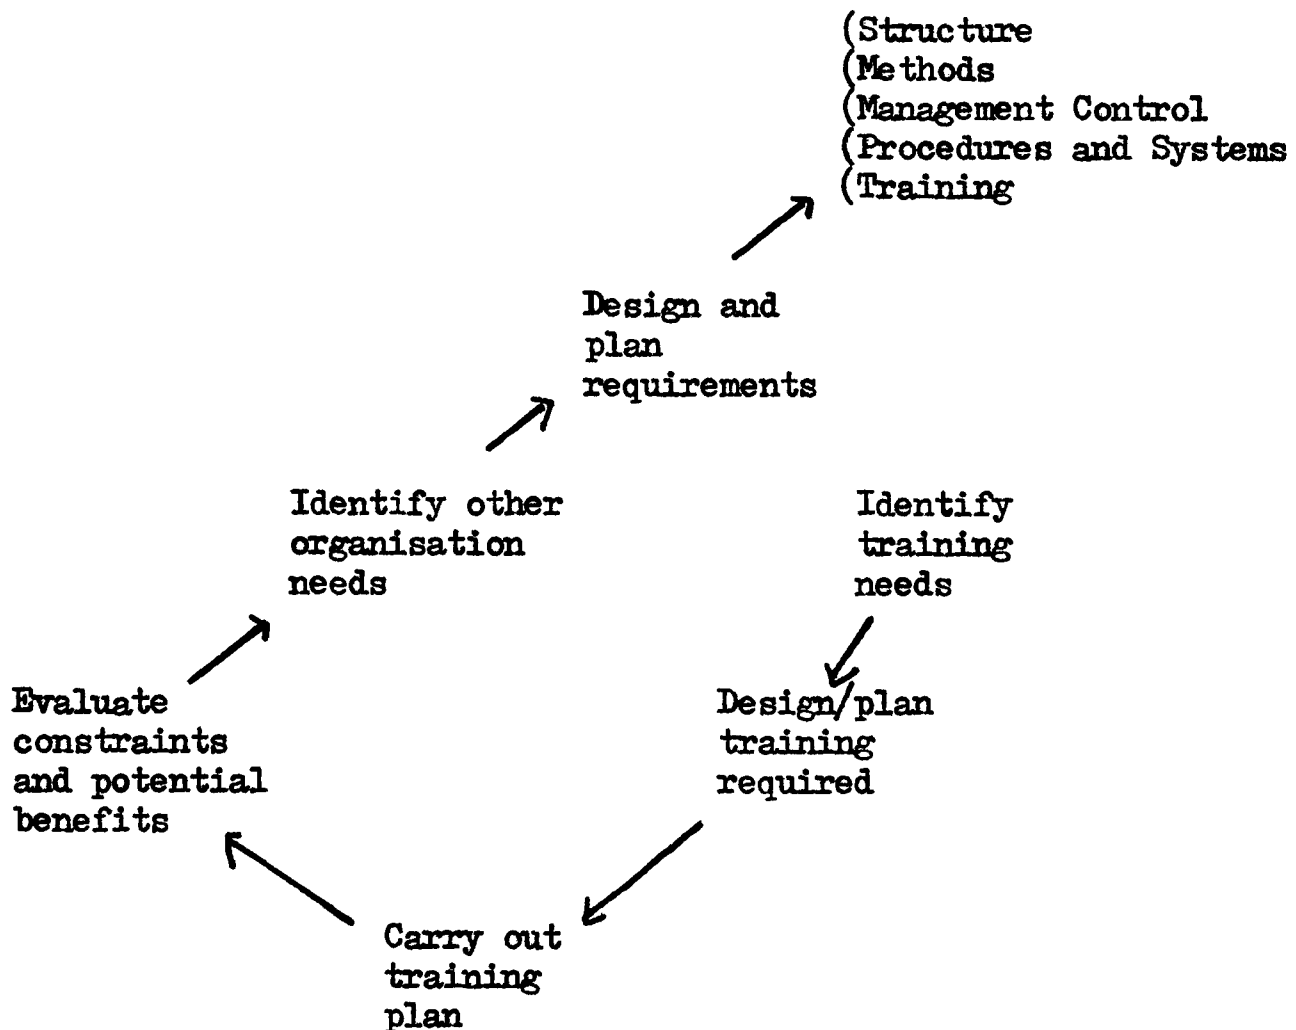 (Structure
(Methods
(Management Control
(Procedures and Systems
(Training
Design and
plan
requirements
Identify other
organisation
needs
Identify
training
needs
Evaluate
constraints
and potential
benefits
Design/plan
training
required
Carry out
training
plan